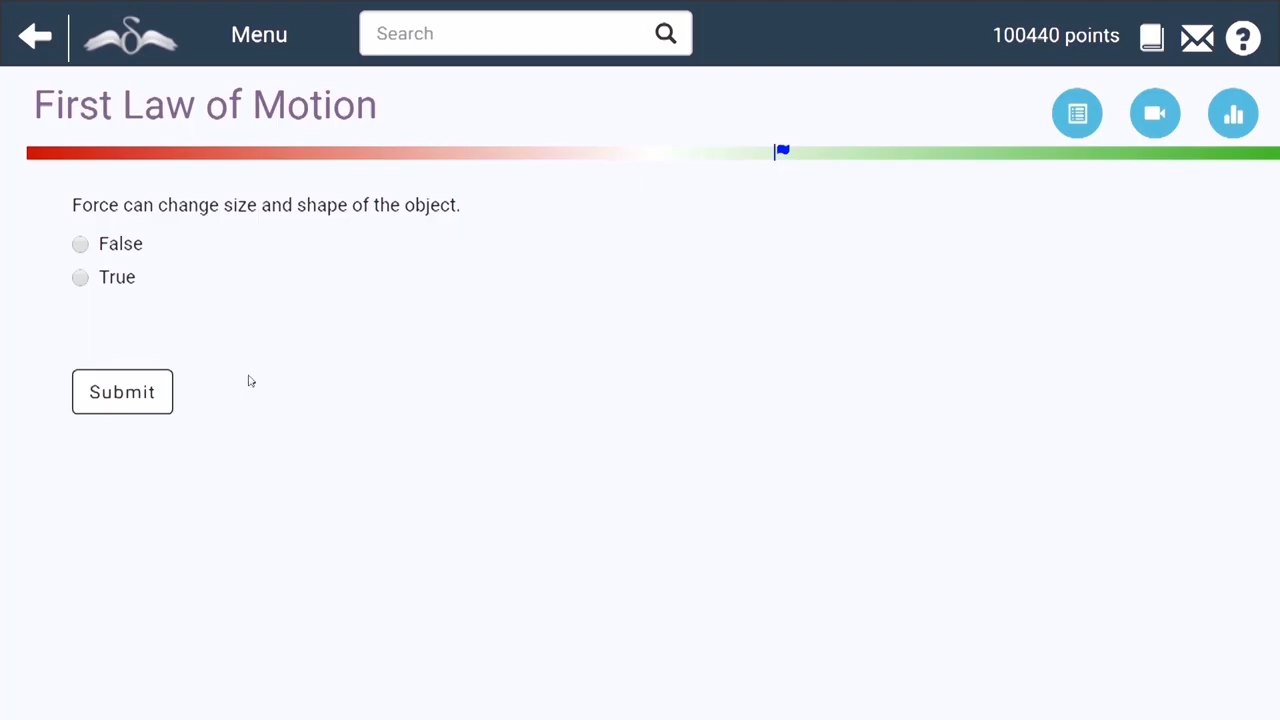 Menu
Search
100440 points
First Law of Motion
Force can change size and shape of the object.
False
True
Submit